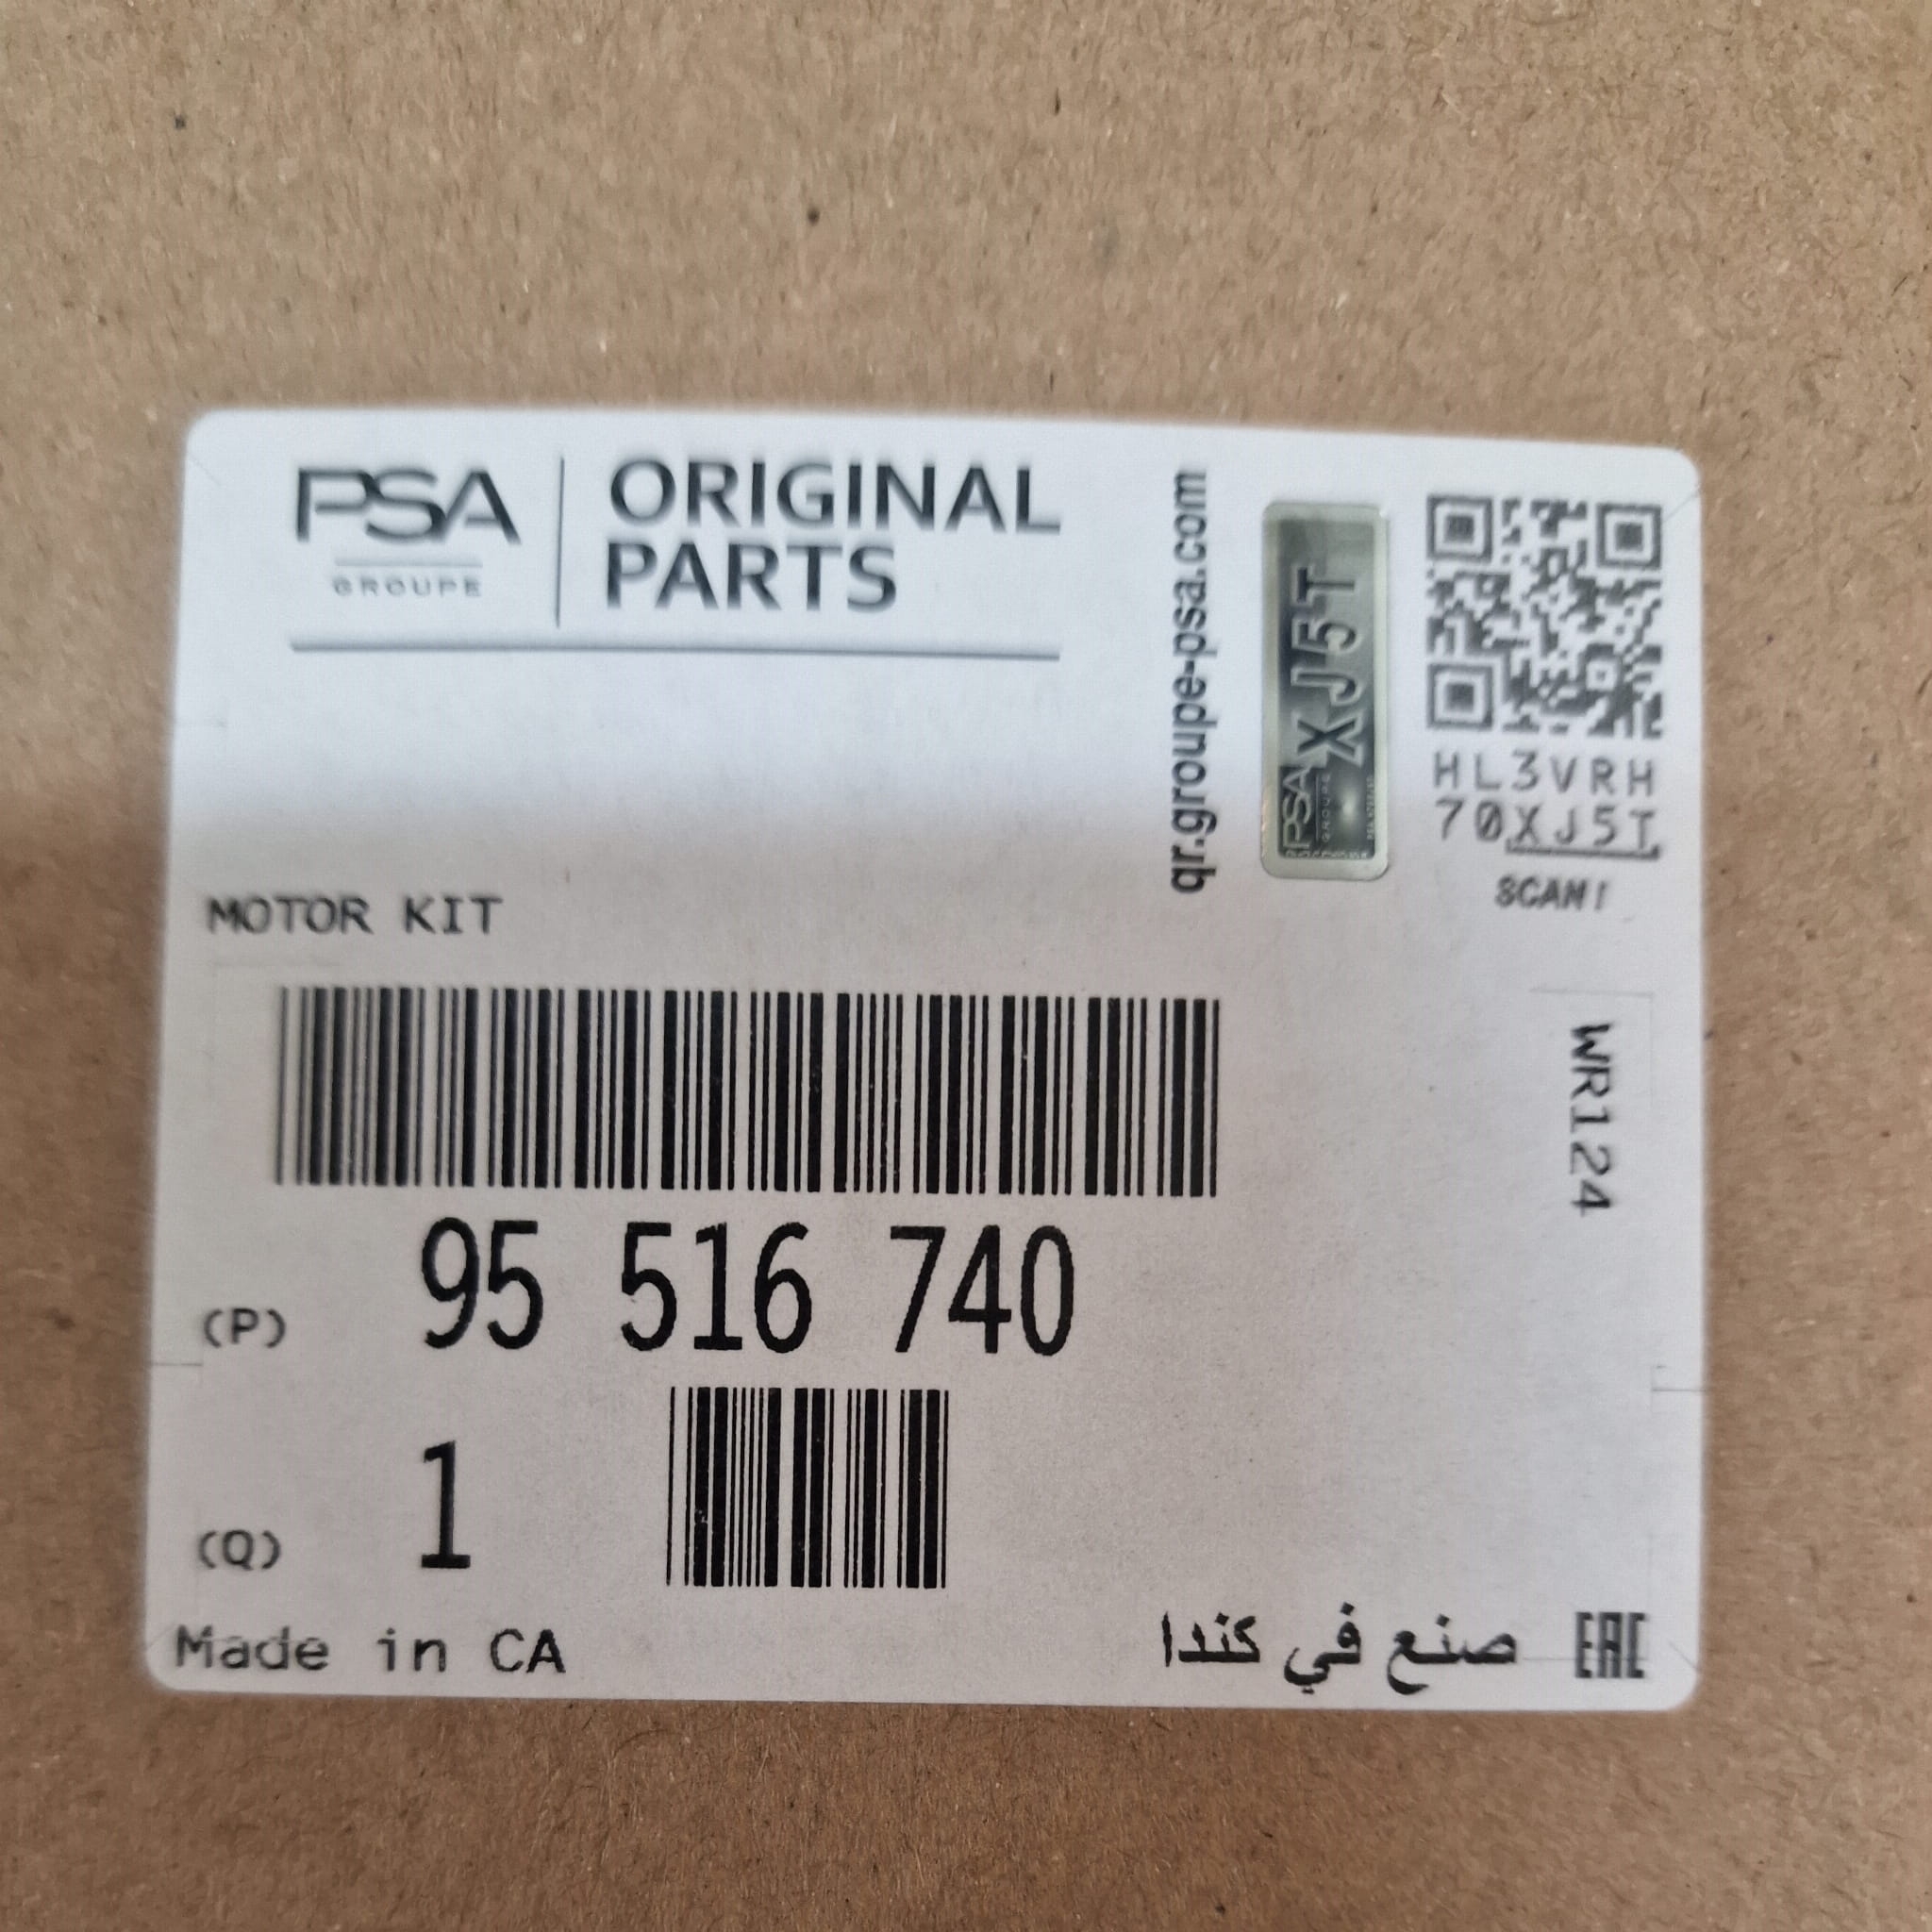 PSA
GROUPE
ORIGINAL
PARTS
qr.groupe-psa.com
PSA
GROUPE
XJ5T
HL3VRH
70XJ5T
SCAN!
MOTOR KIT
WR124
(P) 95 516 740
(Q) 1
Made in CA
صنع في كندا
EAC